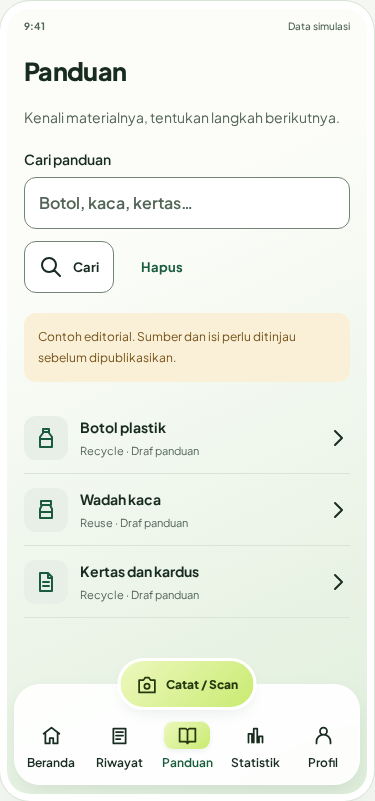 9:41
Data simulasi
Panduan
Kenali materialnya, tentukan langkah berikutnya.
Cari panduan
Botol, kaca, kertas…
Cari
Hapus
Contoh editorial. Sumber dan isi perlu ditinjau
sebelum dipublikasikan.
Botol plastik
Recycle · Draf panduan
Wadah kaca
Reuse · Draf panduan
Kertas dan kardus
Recycle · Draf panduan
Catat / Scan
Beranda
Riwayat
Panduan
Statistik
Profil